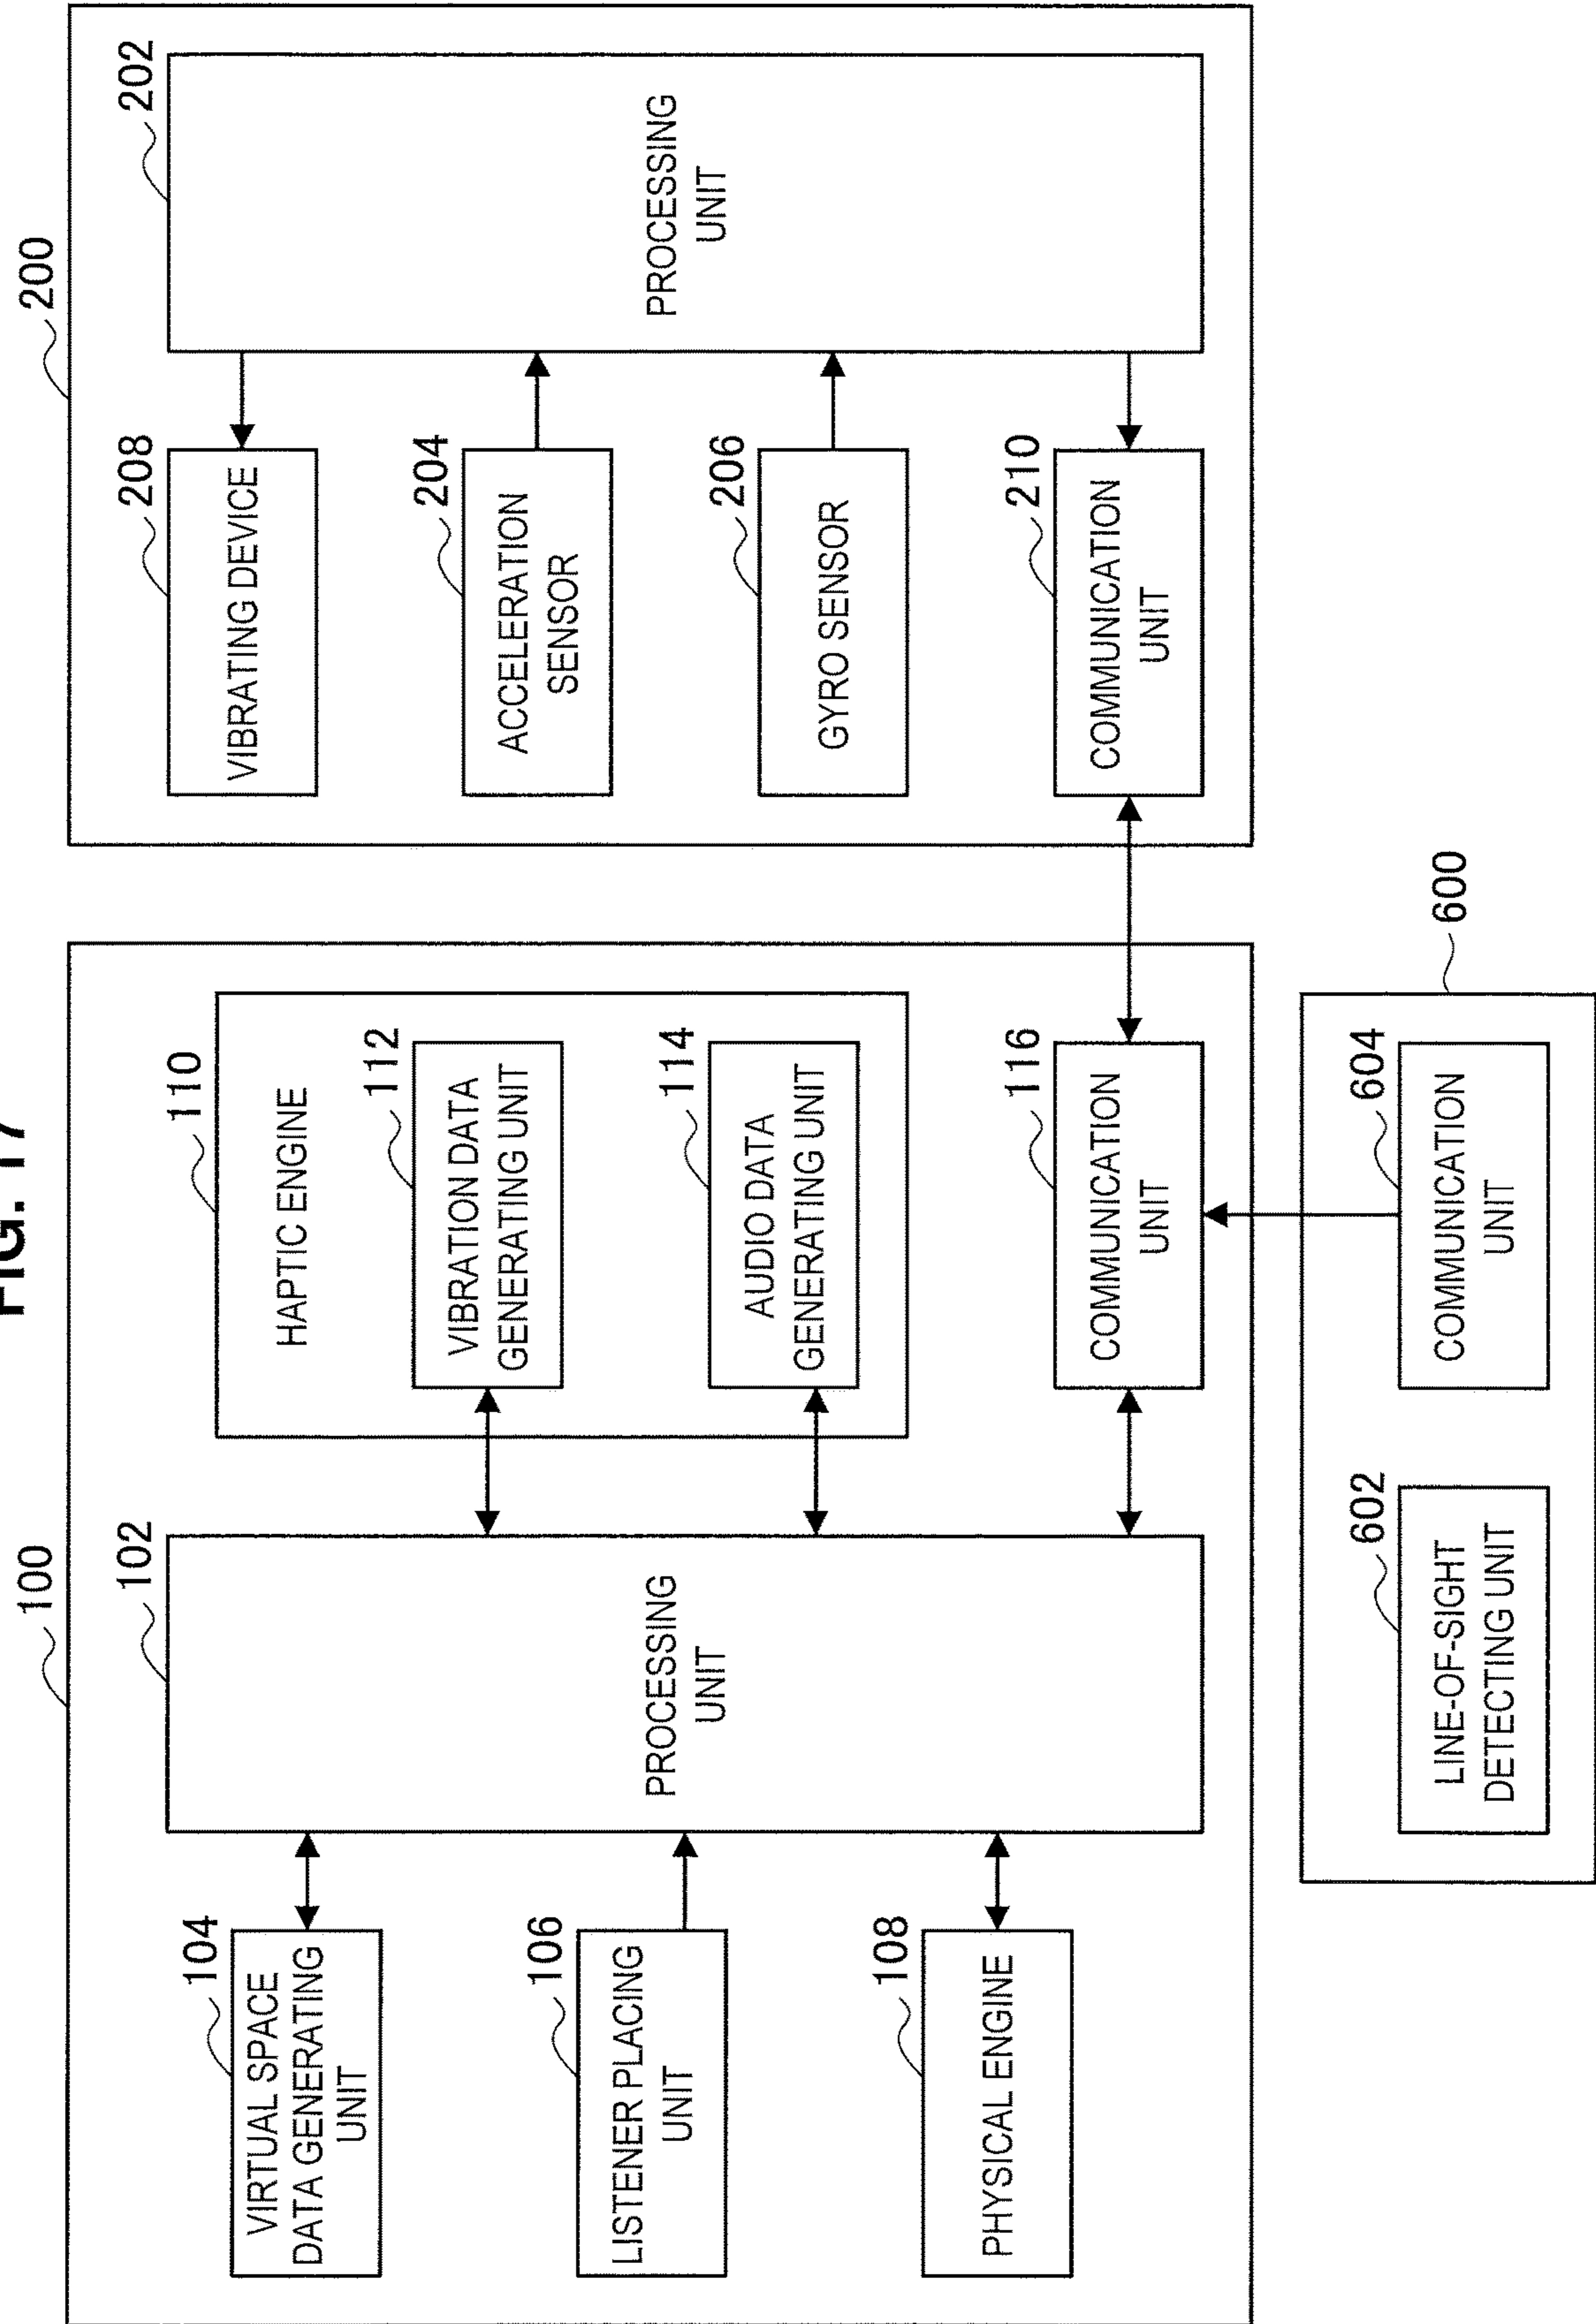 FIG. 17
100
102
PROCESSING
UNIT
104
VIRTUAL SPACE
DATA GENERATING
UNIT
106
LISTENER PLACING
UNIT
108
PHYSICAL ENGINE
110
HAPTIC ENGINE
112
VIBRATION DATA
GENERATING UNIT
114
AUDIO DATA
GENERATING UNIT
116
COMMUNICATION
UNIT
200
202
PROCESSING
UNIT
208
VIBRATING DEVICE
204
ACCELERATION
SENSOR
206
GYRO SENSOR
210
COMMUNICATION
UNIT
600
602
LINE-OF-SIGHT
DETECTING UNIT
604
COMMUNICATION
UNIT